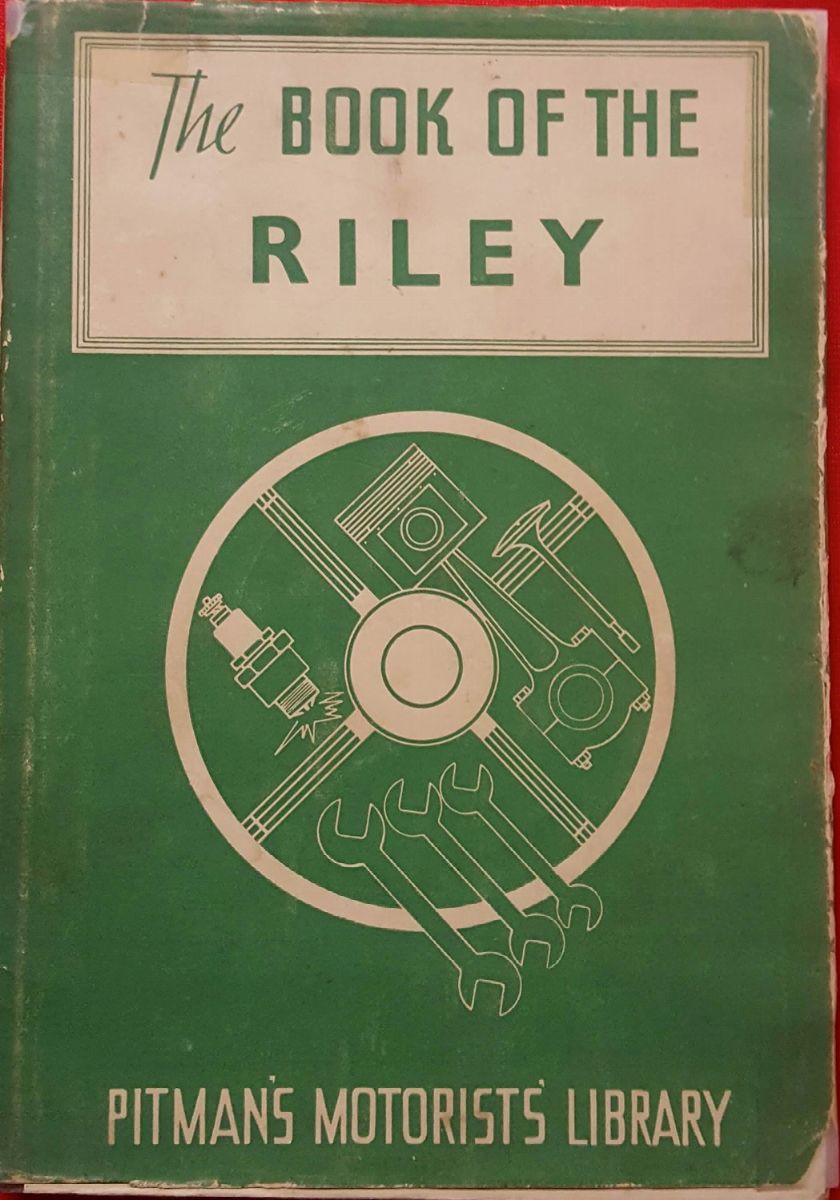 The BOOK OF THE
RILEY
PITMAN'S MOTORISTS' LIBRARY